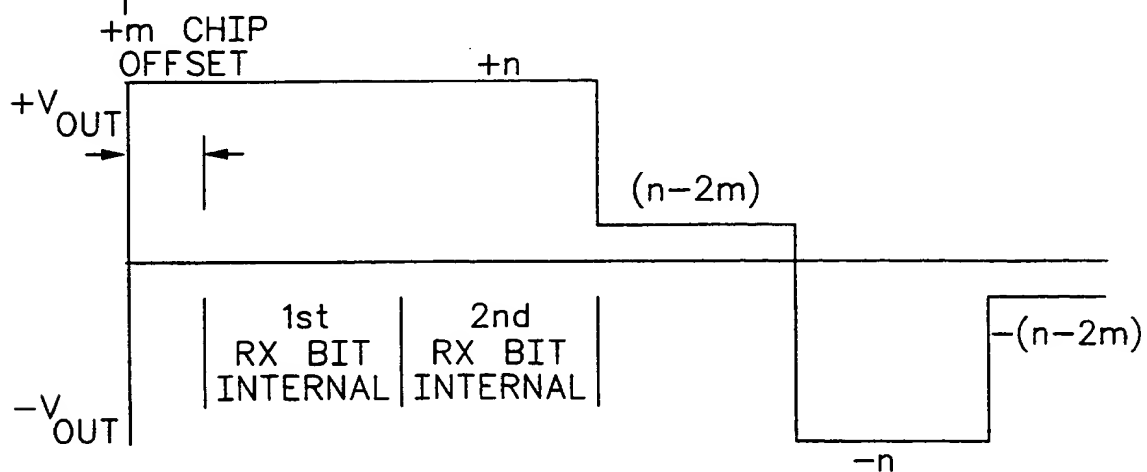 +m CHIP
OFFSET
+n
+V OUT
(n-2m)
1st
RX BIT
INTERNAL
2nd
RX BIT
INTERNAL
-(n-2m)
-V OUT
-n